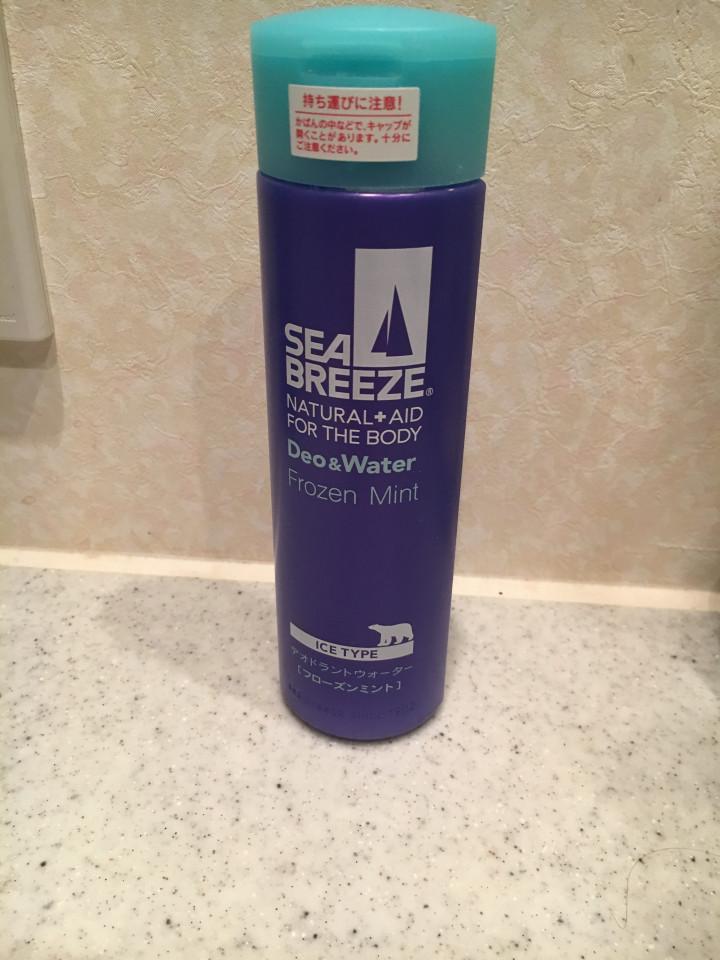 持ち運びに注意!
かばんの中などで、キャップが
開くことがあります。十分に
ご注意ください。
SEA
BREEZE®
NATURAL+AID
FOR THE BODY
Deo&Water
Frozen Mint
ICE TYPE
デオドラントウォーター
[フローズンミント]